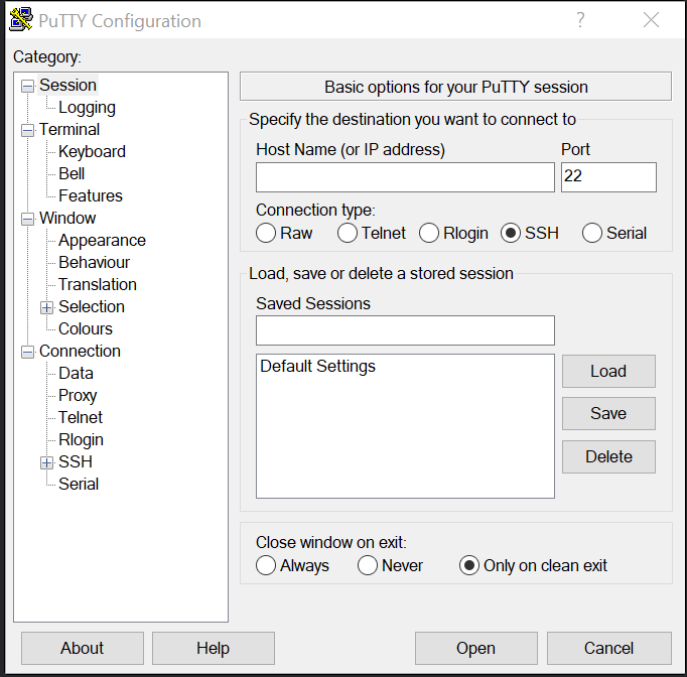 PuTTY Configuration
Category:
Session
Logging
Terminal
Keyboard
Bell
Features
Window
Appearance
Behaviour
Translation
Selection
Colours
Connection
Data
Proxy
Telnet
Rlogin
SSH
Serial
Basic options for your PuTTY session
Specify the destination you want to connect to
Host Name (or IP address) Port
22
Connection type:
Raw Telnet Rlogin SSH Serial
Load, save or delete a stored session
Saved Sessions
Default Settings
Load
Save
Delete
Close window on exit:
Always Never Only on clean exit
About Help Open Cancel